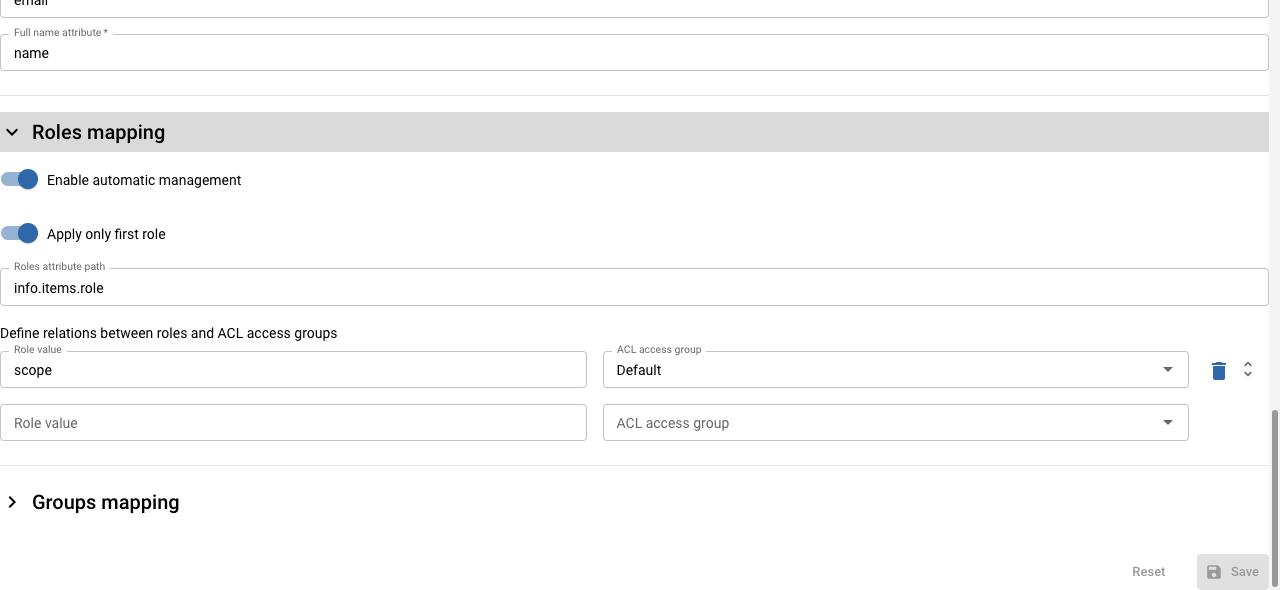 email
Full name attribute *
name
Roles mapping
Enable automatic management
Apply only first role
Roles attribute path
info.items.role
Define relations between roles and ACL access groups
Role value
scope
ACL access group
Default
Role value
ACL access group
Groups mapping
Reset
Save